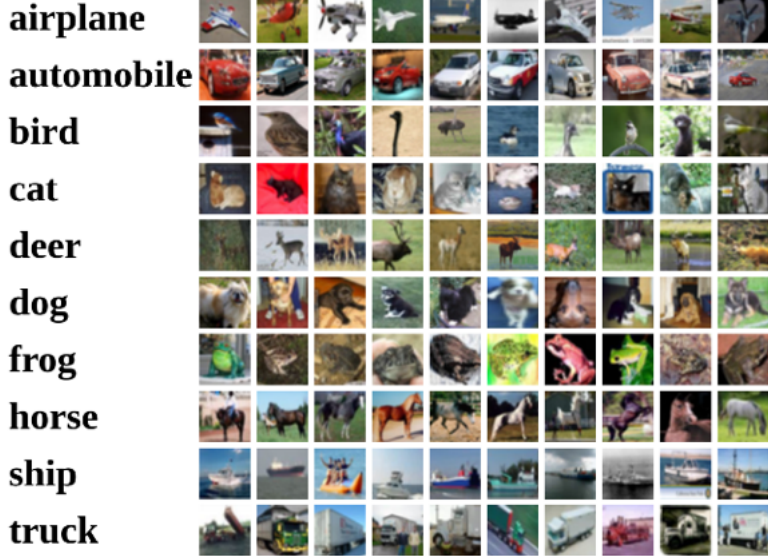 airplane
automobile
bird
cat
deer
dog
frog
horse
ship
truck